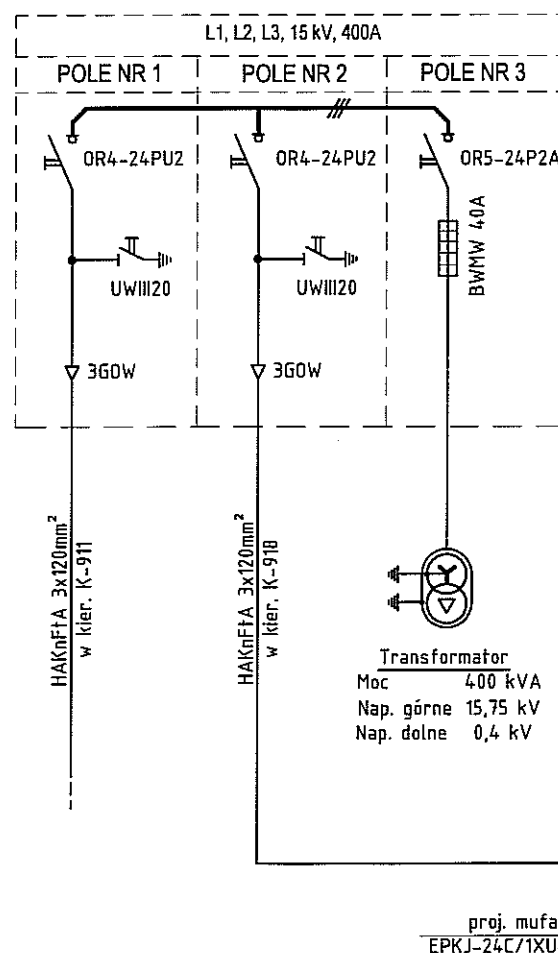 L1, L2, L3, 15 kV, 400A
POLE NR 1
POLE NR 2
POLE NR 3
OR4-24PU2
OR4-24PU2
OR5-24P2A
BWMW 40A
UWIII20
UWIII20
3GOW
3GOW
HAKnFtA 3x120mm²
w kier. K-911
HAKnFtA 3x120mm²
w kier. K-918
Transformator
Moc 400 kVA
Nap. górne 15,75 kV
Nap. dolne 0,4 kV
proj. mufa
EPKJ-24C/1XU